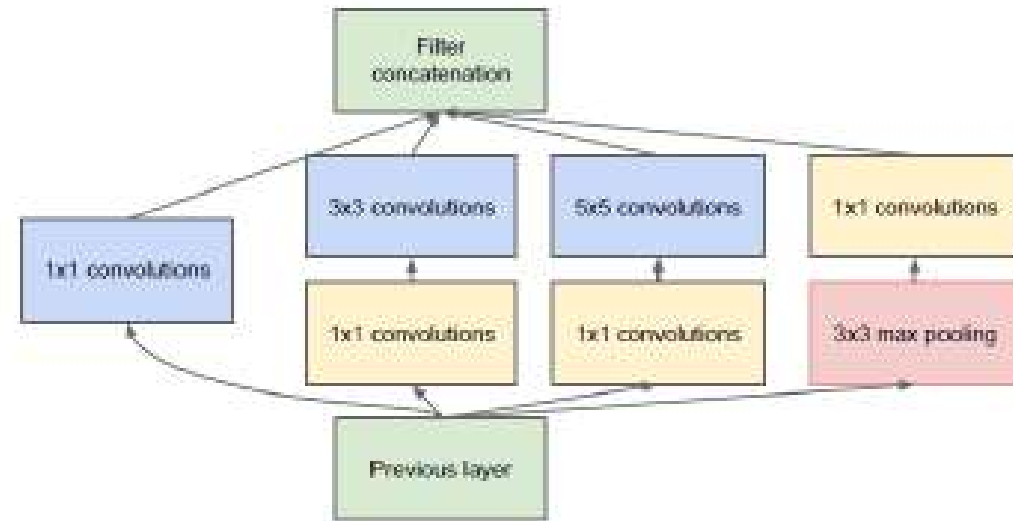 Filter
concatenation
3x3 convolutions
5x5 convolutions
1x1 convolutions
1x1 convolutions
1x1 convolutions
1x1 convolutions
3x3 max pooling
Previous layer